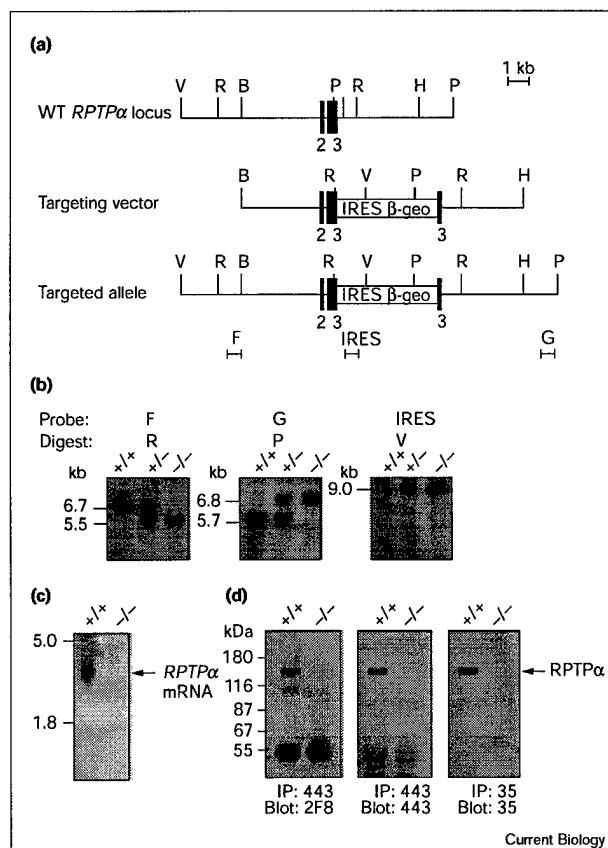 (a)
1 kb
V R B P R H P
WT RPTPα locus
2 3
B R V P R H
Targeting vector
IRES β-geo
2 3 3
V R B R V P R H P
Targeted allele
IRES β-geo
2 3 3
F IRES G
(b)
Probe: F G IRES
Digest: R P V
+/+ +/− −/− +/+ +/− −/− +/+ +/− −/−
kb kb kb
6.7 6.8 9.0
5.5 5.7
(c) (d)
+/+ −/− +/+ −/− +/+ −/− +/+ −/−
kDa
5.0
180
RPTPα
mRNA
RPTPα
116
87
1.8
67
55
IP: 443 IP: 443 IP: 35
Blot: 2F8 Blot: 443 Blot: 35
Current Biology